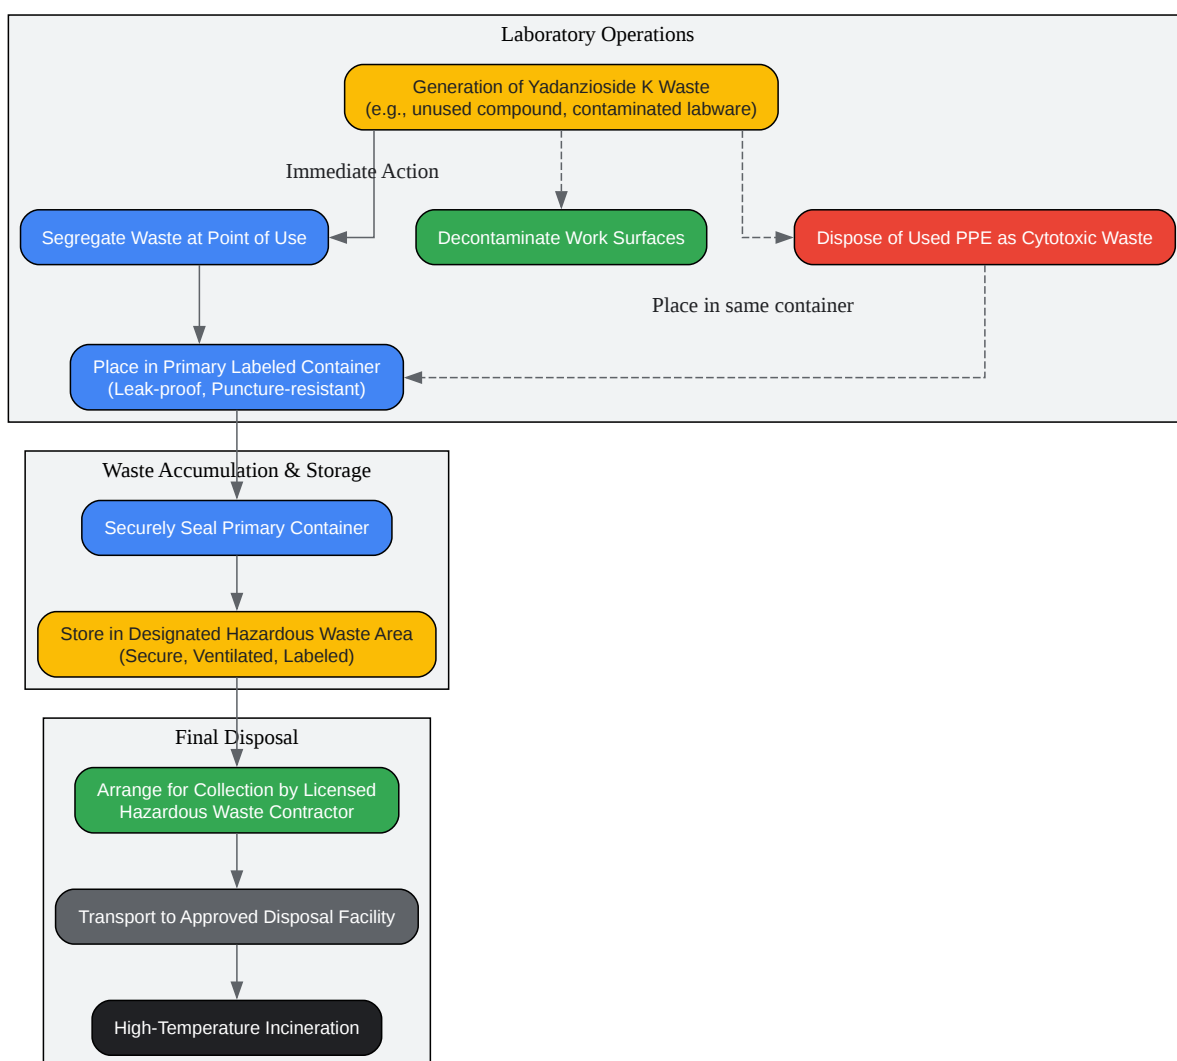 Laboratory Operations
Generation of Yadanzioside K Waste
(e.g., unused compound, contaminated labware)
Immediate Action
Segregate Waste at Point of Use
Decontaminate Work Surfaces
Dispose of Used PPE as Cytotoxic Waste
Place in same container
Place in Primary Labeled Container
(Leak-proof, Puncture-resistant)
Waste Accumulation & Storage
Securely Seal Primary Container
Store in Designated Hazardous Waste Area
(Secure, Ventilated, Labeled)
Final Disposal
Arrange for Collection by Licensed
Hazardous Waste Contractor
Transport to Approved Disposal Facility
High-Temperature Incineration